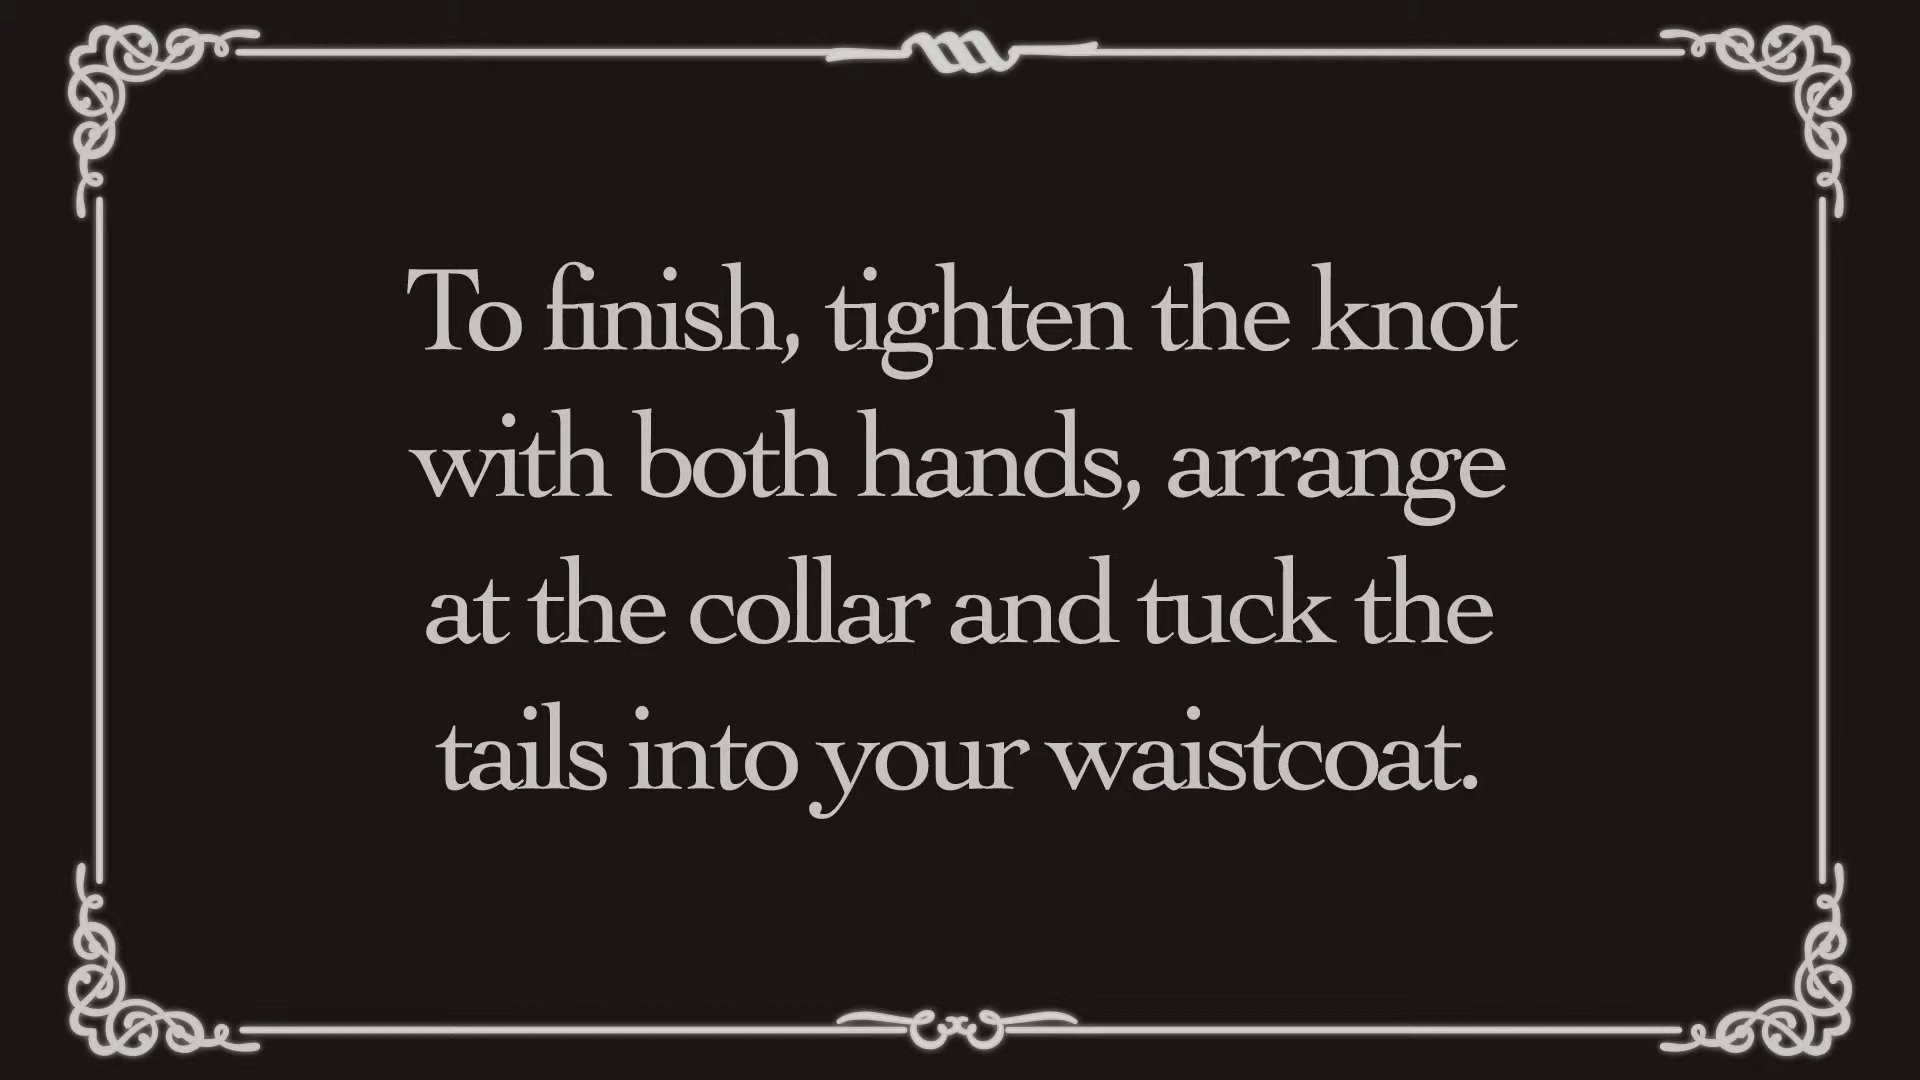 To finish, tighten the knot
with both hands, arrange
at the collar and tuck the
tails into your waistcoat.